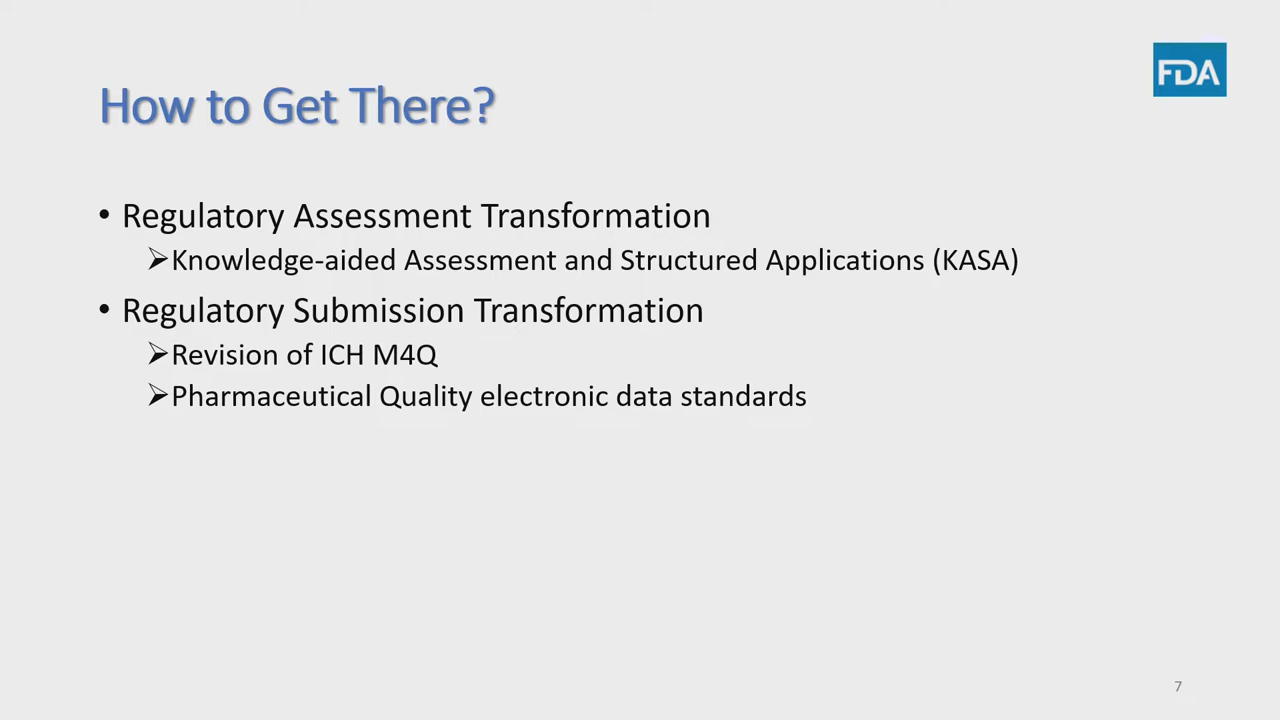 FDA
How to Get There?
• Regulatory Assessment Transformation
➢Knowledge-aided Assessment and Structured Applications (KASA)
• Regulatory Submission Transformation
➢Revision of ICH M4Q
➢Pharmaceutical Quality electronic data standards
7